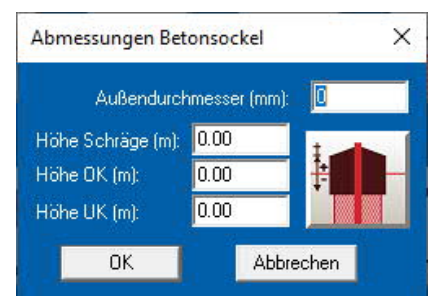 Abmessungen Betonsockel
Außendurchmesser (mm): 0
Höhe Schräge (m): 0.00
Höhe OK (m): 0.00
Höhe UK (m): 0.00
OK Abbrechen